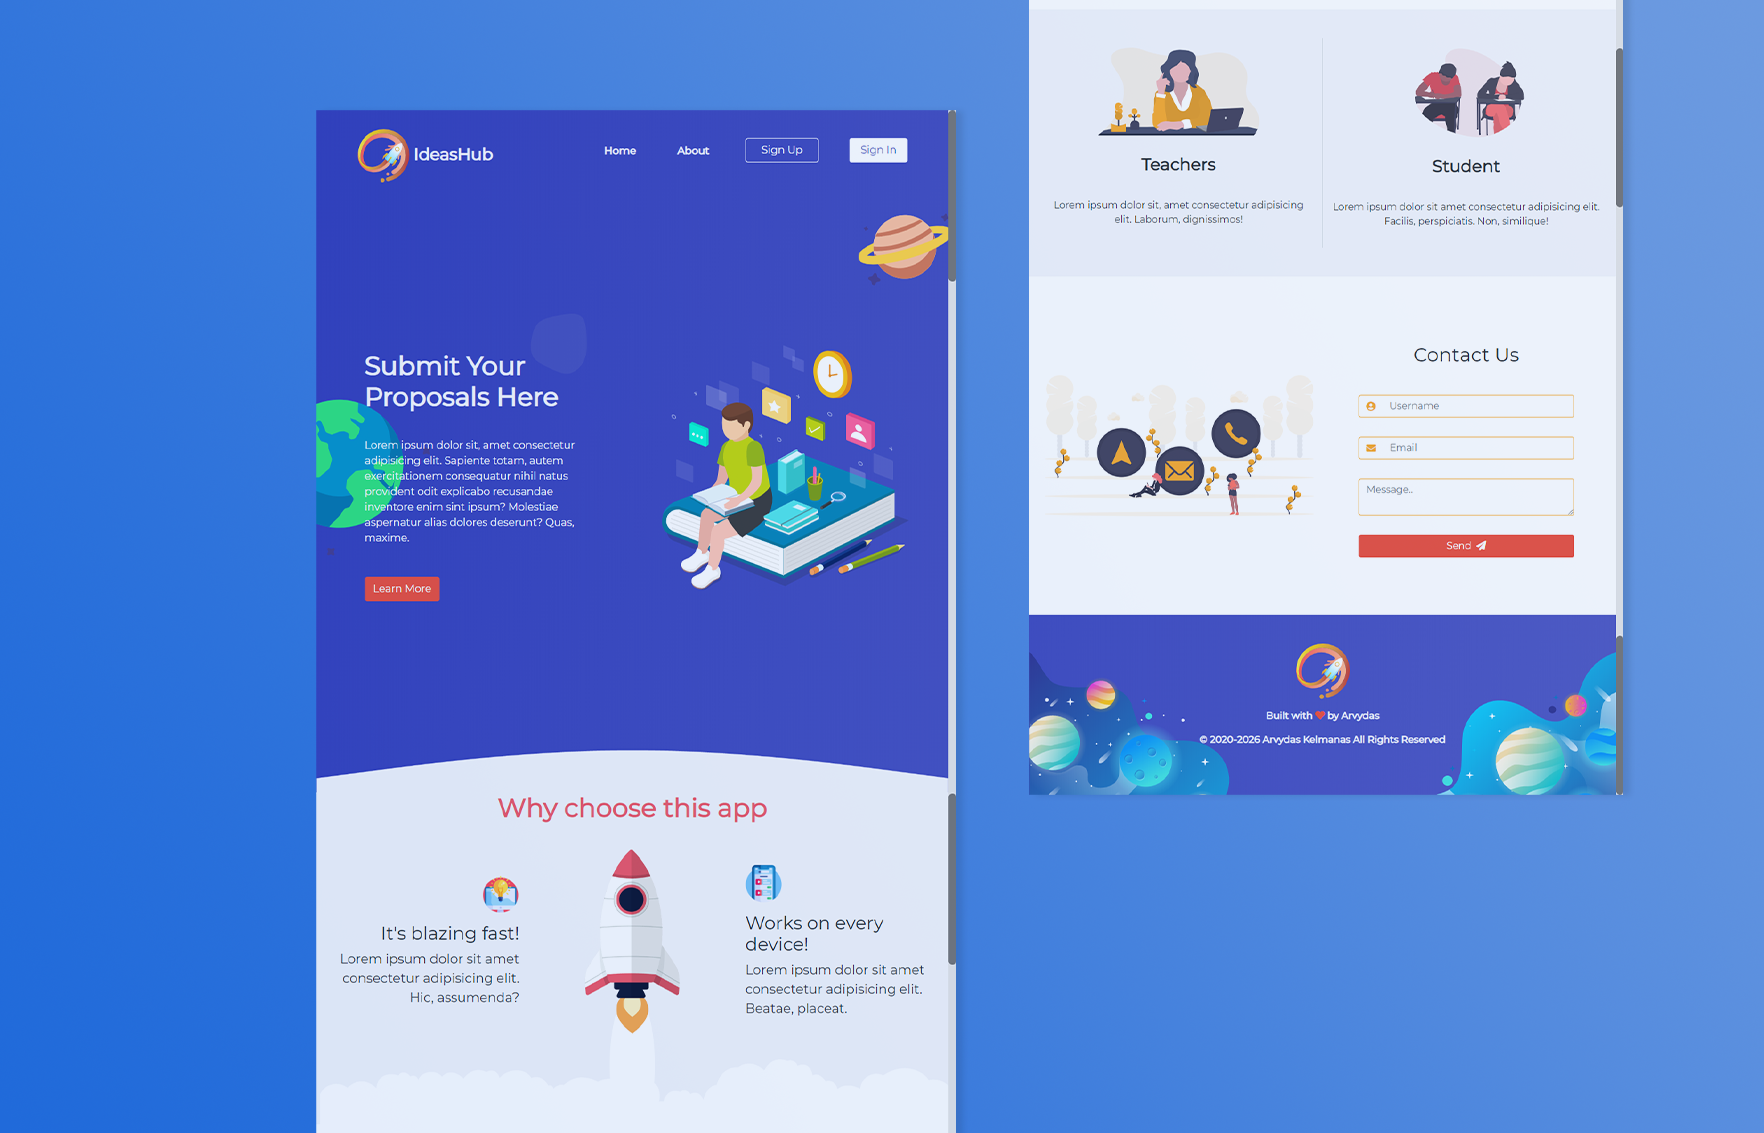 IdeasHub
Home
About
Sign Up
Sign In
Submit Your
Proposals Here
Lorem ipsum dolor sit, amet consectetur
adipisicing elit. Sapiente totam, autem
exercitationem consequatur nihil natus
provident odit explicabo recusandae
inventore enim sint ipsum? Molestiae
aspernatur alias dolores deserunt? Quas,
maxime.
Learn More
Why choose this app
It's blazing fast!
Lorem ipsum dolor sit amet
consectetur adipisicing elit.
Hic, assumenda?
Works on every
device!
Lorem ipsum dolor sit amet
consectetur adipisicing elit.
Beatae, placeat.
Teachers
Lorem ipsum dolor sit, amet consectetur adipisicing
elit. Laborum, dignissimos!
Student
Lorem ipsum dolor sit amet consectetur adipisicing elit.
Facilis, perspiciatis. Non, similique!
Contact Us
Username
Email
Message..
Send
Built with ❤ by Arvydas
© 2020-2026 Arvydas Kelmanas All Rights Reserved